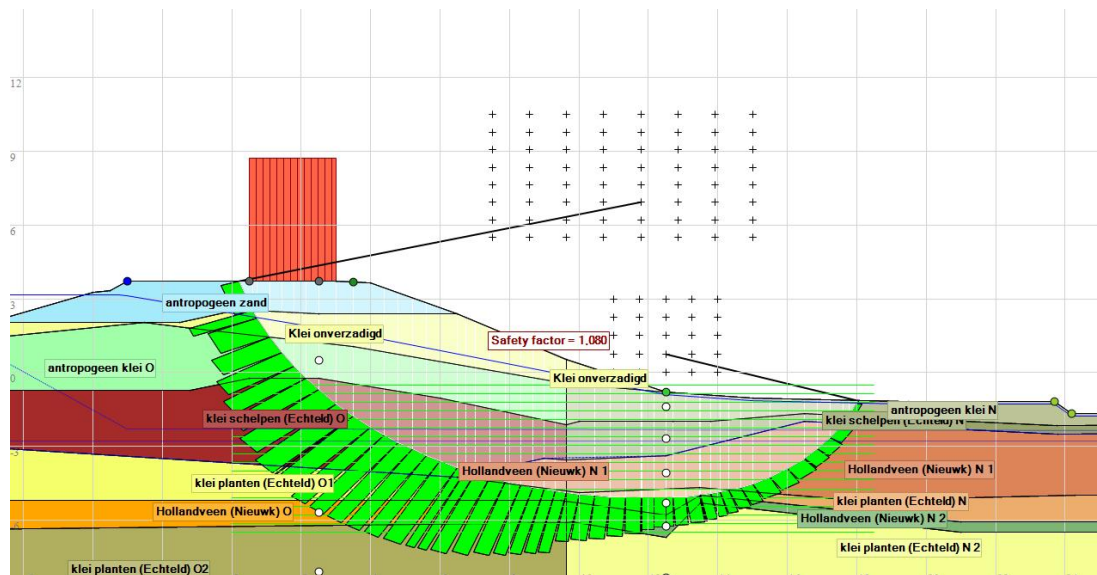 12
9
6
3
antropogeen zand
Klei onverzadigd
Safety factor = 1,080
antropogeen klei O
0
Klei onverzadigd
antropogeen klei N
klei schelpen (Echteld) O
klei schelpen (Echteld) N
-3
Hollandveen (Nieuwk) N 1
Hollandveen (Nieuwk) N 1
klei planten (Echteld) O1
klei planten (Echteld) N
Hollandveen (Nieuwk) O
Hollandveen (Nieuwk) N 2
klei planten (Echteld) N 2
klei planten (Echteld) O2